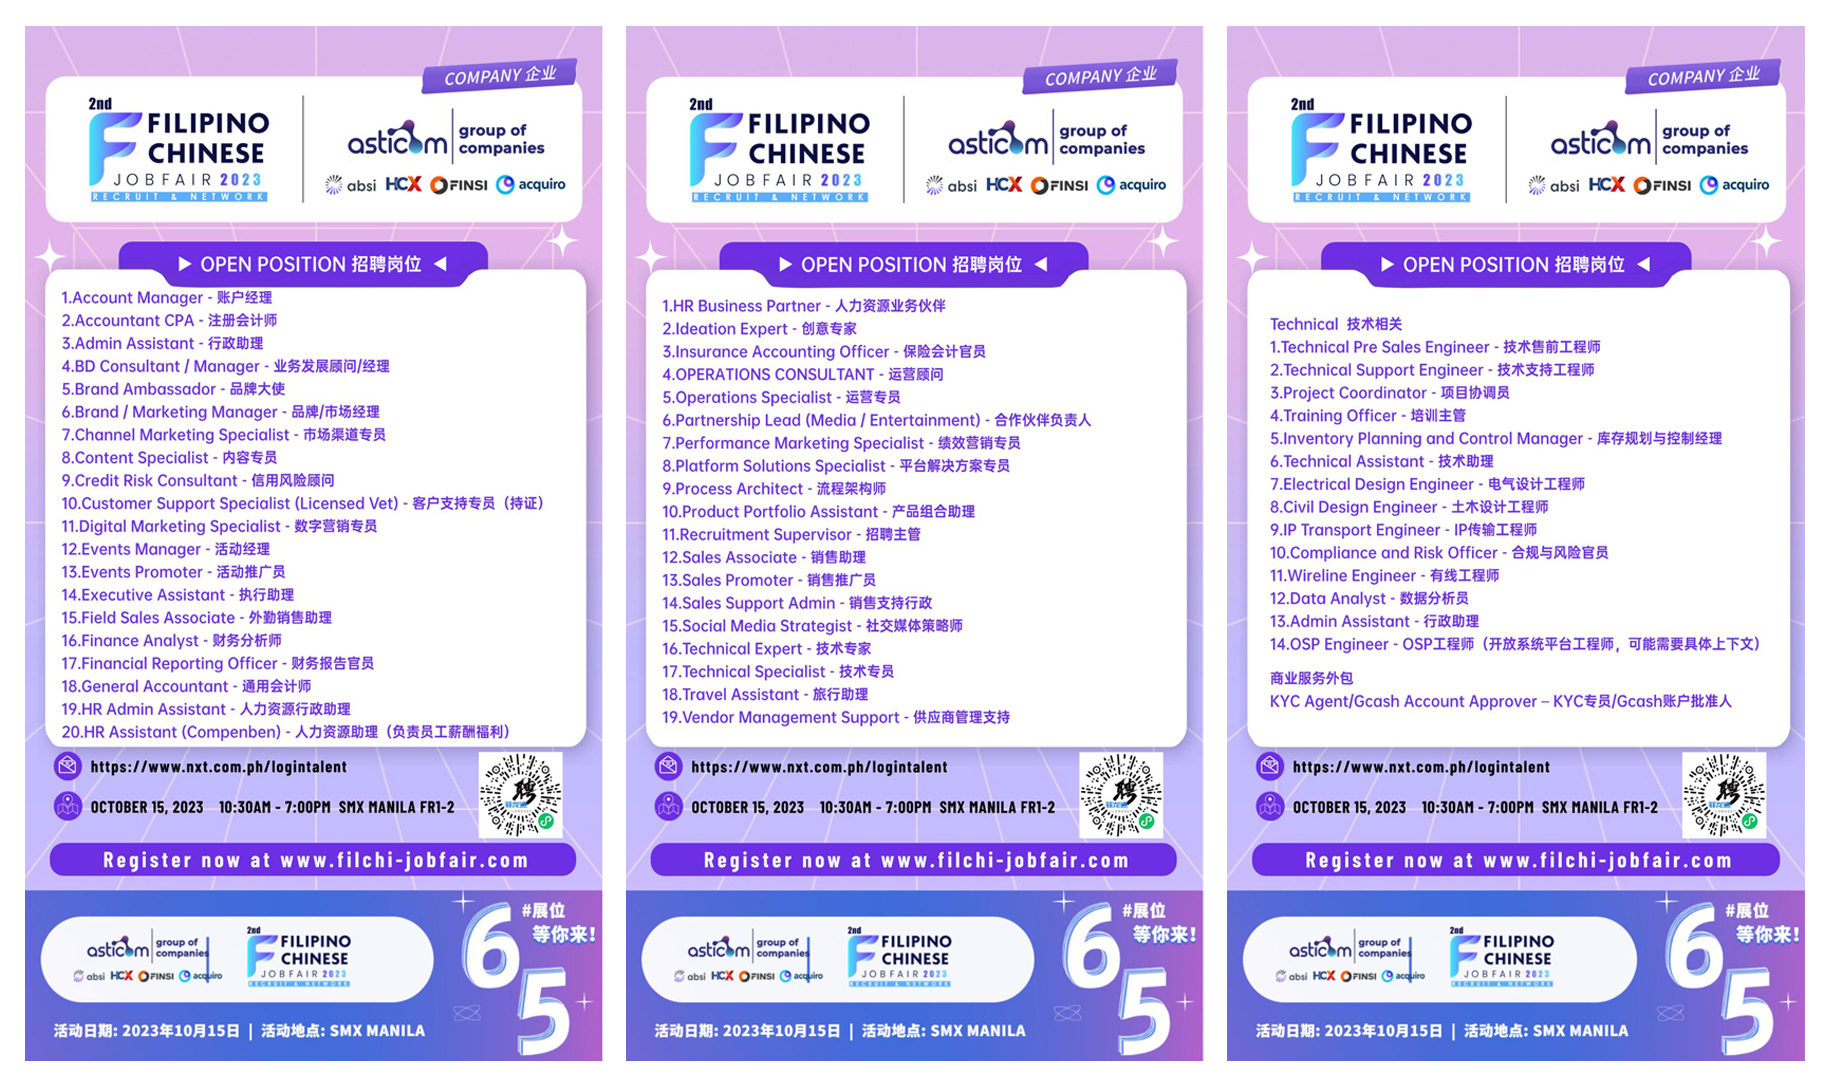 COMPANY 企业
2nd
FILIPINO
CHINESE
JOBFAIR 2023
RECRUIT & NETWORK
asticom group of companies
absi HCX FINSI acquiro
OPEN POSITION 招聘岗位
1.Account Manager - 账户经理
2.Accountant CPA - 注册会计师
3.Admin Assistant - 行政助理
4.BD Consultant / Manager - 业务发展顾问/经理
5.Brand Ambassador - 品牌大使
6.Brand / Marketing Manager - 品牌/市场经理
7.Channel Marketing Specialist - 市场渠道专员
8.Content Specialist - 内容专员
9.Credit Risk Consultant - 信用风险顾问
10.Customer Support Specialist (Licensed Vet) - 客户支持专员（持证）
11.Digital Marketing Specialist - 数字营销专员
12.Events Manager - 活动经理
13.Events Promoter - 活动推广员
14.Executive Assistant - 执行助理
15.Field Sales Associate - 外勤销售助理
16.Finance Analyst - 财务分析师
17.Financial Reporting Officer - 财务报告官员
18.General Accountant - 通用会计师
19.HR Admin Assistant - 人力资源行政助理
20.HR Assistant (Compenben) - 人力资源助理（负责员工薪酬福利）
https://www.nxt.com.ph/logintalent
OCTOBER 15, 2023 10:30AM - 7:00PM SMX MANILA FR1-2
聘
Register now at www.filchi-jobfair.com
asticom group of companies
absi HCX FINSI acquiro
2nd
FILIPINO
CHINESE
JOBFAIR 2023
RECRUIT & NETWORK
#展位
等你来!
65
活动日期: 2023年10月15日 | 活动地点: SMX MANILA
COMPANY 企业
2nd
FILIPINO
CHINESE
JOBFAIR 2023
RECRUIT & NETWORK
asticom group of companies
absi HCX FINSI acquiro
OPEN POSITION 招聘岗位
1.HR Business Partner - 人力资源业务伙伴
2.Ideation Expert - 创意专家
3.Insurance Accounting Officer - 保险会计官员
4.OPERATIONS CONSULTANT - 运营顾问
5.Operations Specialist - 运营专员
6.Partnership Lead (Media / Entertainment) - 合作伙伴负责人
7.Performance Marketing Specialist - 绩效营销专员
8.Platform Solutions Specialist - 平台解决方案专员
9.Process Architect - 流程架构师
10.Product Portfolio Assistant - 产品组合助理
11.Recruitment Supervisor - 招聘主管
12.Sales Associate - 销售助理
13.Sales Promoter - 销售推广员
14.Sales Support Admin - 销售支持行政
15.Social Media Strategist - 社交媒体策略师
16.Technical Expert - 技术专家
17.Technical Specialist - 技术专员
18.Travel Assistant - 旅行助理
19.Vendor Management Support - 供应商管理支持
https://www.nxt.com.ph/logintalent
OCTOBER 15, 2023 10:30AM - 7:00PM SMX MANILA FR1-2
聘
Register now at www.filchi-jobfair.com
asticom group of companies
absi HCX FINSI acquiro
2nd
FILIPINO
CHINESE
JOBFAIR 2023
RECRUIT & NETWORK
#展位
等你来!
65
活动日期: 2023年10月15日 | 活动地点: SMX MANILA
COMPANY 企业
2nd
FILIPINO
CHINESE
JOBFAIR 2023
RECRUIT & NETWORK
asticom group of companies
absi HCX FINSI acquiro
OPEN POSITION 招聘岗位
Technical 技术相关
1.Technical Pre Sales Engineer - 技术售前工程师
2.Technical Support Engineer - 技术支持工程师
3.Project Coordinator - 项目协调员
4.Training Officer - 培训主管
5.Inventory Planning and Control Manager - 库存规划与控制经理
6.Technical Assistant - 技术助理
7.Electrical Design Engineer - 电气设计工程师
8.Civil Design Engineer - 土木设计工程师
9.IP Transport Engineer - IP传输工程师
10.Compliance and Risk Officer - 合规与风险官员
11.Wireline Engineer - 有线工程师
12.Data Analyst - 数据分析员
13.Admin Assistant - 行政助理
14.OSP Engineer - OSP工程师（开放系统平台工程师，可能需要具体上下文）
商业服务外包
KYC Agent/Gcash Account Approver – KYC专员/Gcash账户批准人
https://www.nxt.com.ph/logintalent
OCTOBER 15, 2023 10:30AM - 7:00PM SMX MANILA FR1-2
聘
Register now at www.filchi-jobfair.com
asticom group of companies
absi HCX FINSI acquiro
2nd
FILIPINO
CHINESE
JOBFAIR 2023
RECRUIT & NETWORK
#展位
等你来!
65
活动日期: 2023年10月15日 | 活动地点: SMX MANILA